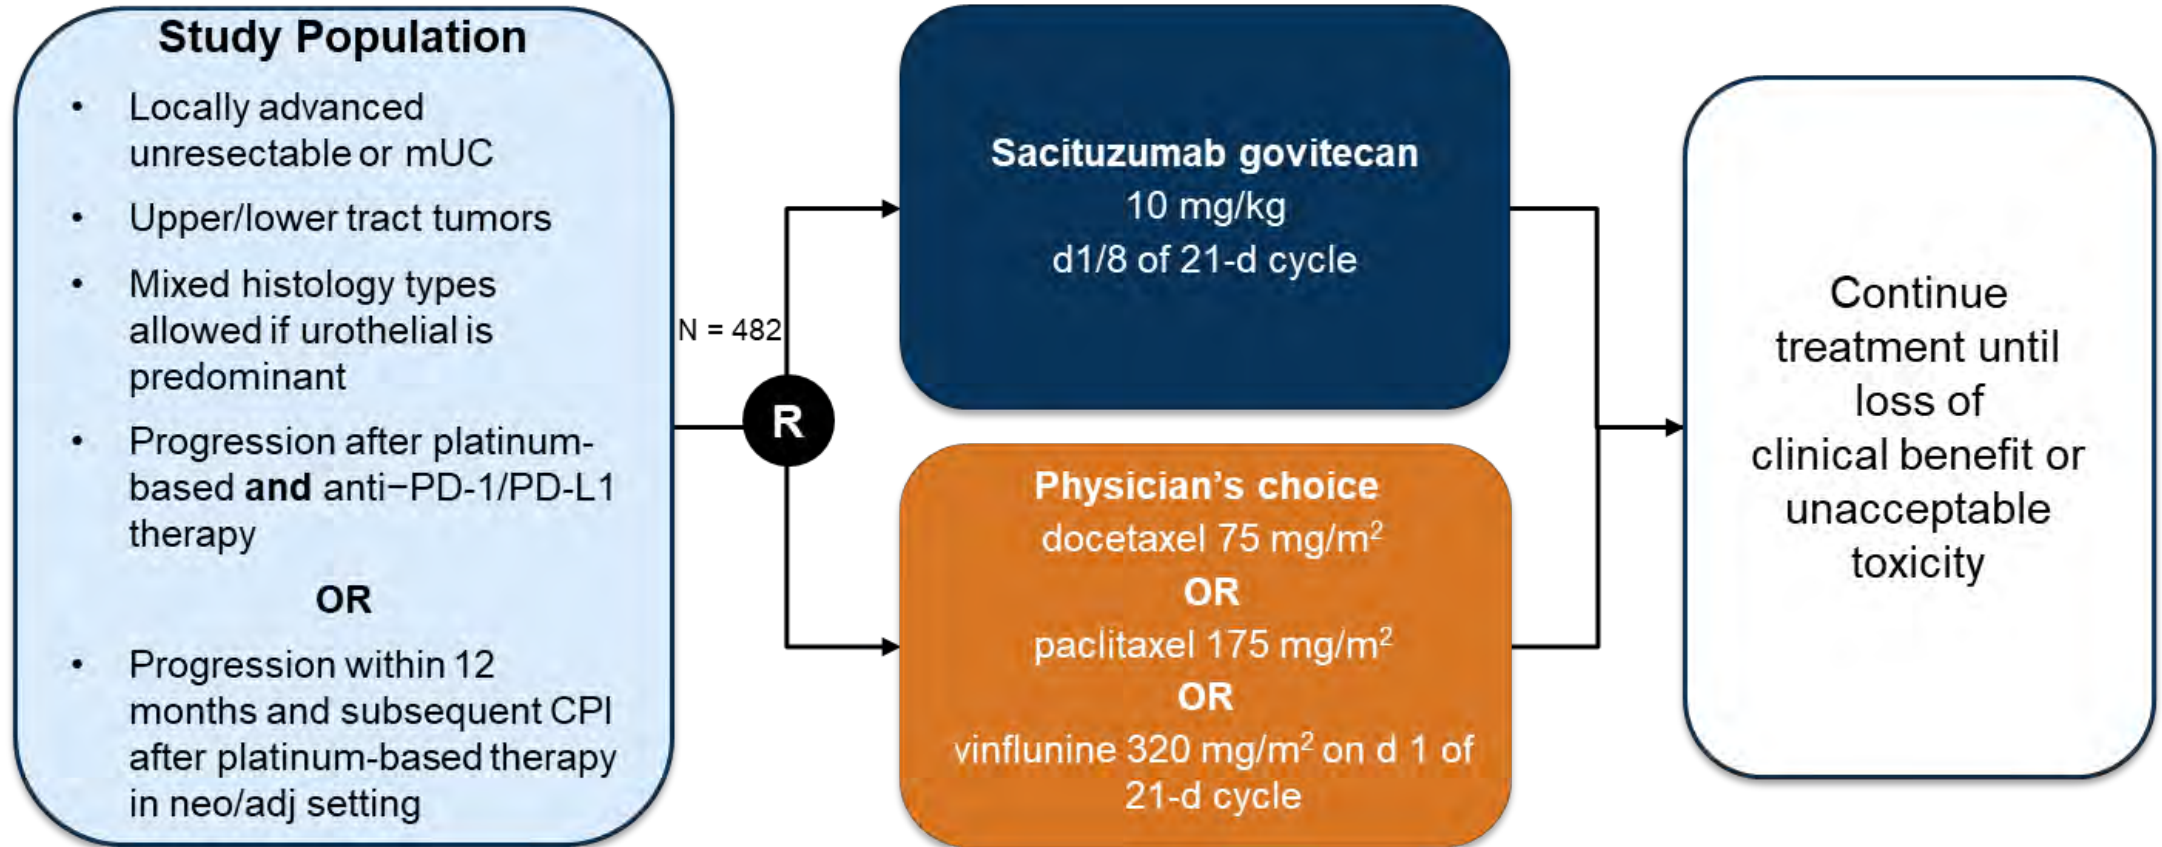 Study Population
• Locally advanced
unresectable or mUC
• Upper/lower tract tumors
• Mixed histology types
allowed if urothelial is
predominant
• Progression after platinum-
based and anti−PD-1/PD-L1
therapy
OR
• Progression within 12
months and subsequent CPI
after platinum-based therapy
in neo/adj setting
N = 482
R
Sacituzumab govitecan
10 mg/kg
d1/8 of 21-d cycle
Physician’s choice
docetaxel 75 mg/m²
OR
paclitaxel 175 mg/m²
OR
vinflunine 320 mg/m² on d 1 of
21-d cycle
Continue
treatment until
loss of
clinical benefit or
unacceptable
toxicity